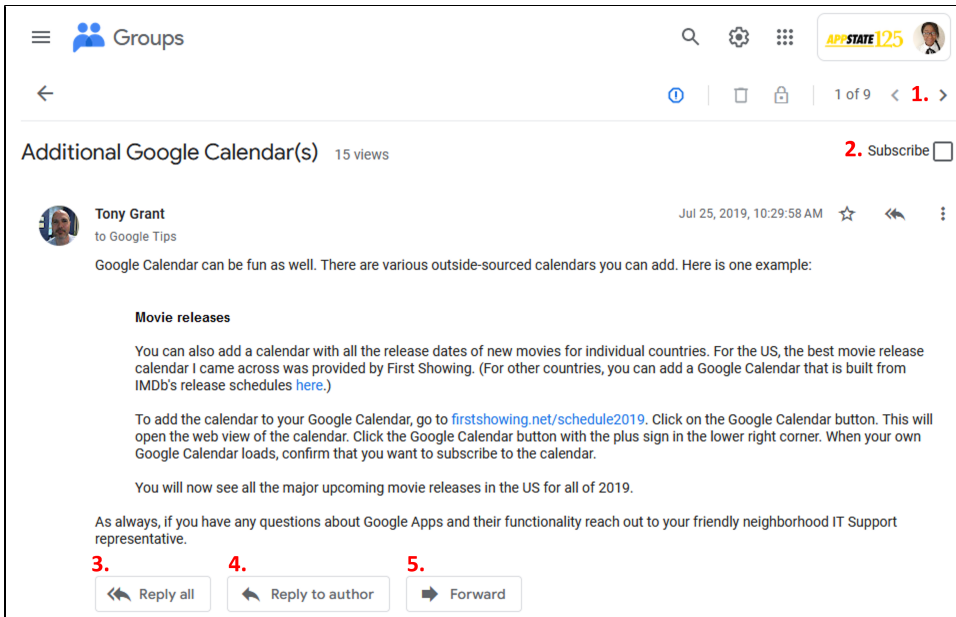 Groups
APPSTATE 125
1 of 9 1.
Additional Google Calendar(s) 15 views
2. Subscribe
Tony Grant
Jul 25, 2019, 10:29:58 AM
to Google Tips
Google Calendar can be fun as well. There are various outside-sourced calendars you can add. Here is one example:
Movie releases
You can also add a calendar with all the release dates of new movies for individual countries. For the US, the best movie release
calendar I came across was provided by First Showing. (For other countries, you can add a Google Calendar that is built from
IMDb's release schedules here.)
To add the calendar to your Google Calendar, go to firstshowing.net/schedule2019. Click on the Google Calendar button. This will
open the web view of the calendar. Click the Google Calendar button with the plus sign in the lower right corner. When your own
Google Calendar loads, confirm that you want to subscribe to the calendar.
You will now see all the major upcoming movie releases in the US for all of 2019.
As always, if you have any questions about Google Apps and their functionality reach out to your friendly neighborhood IT Support
representative.
3. 4. 5.
Reply all Reply to author Forward